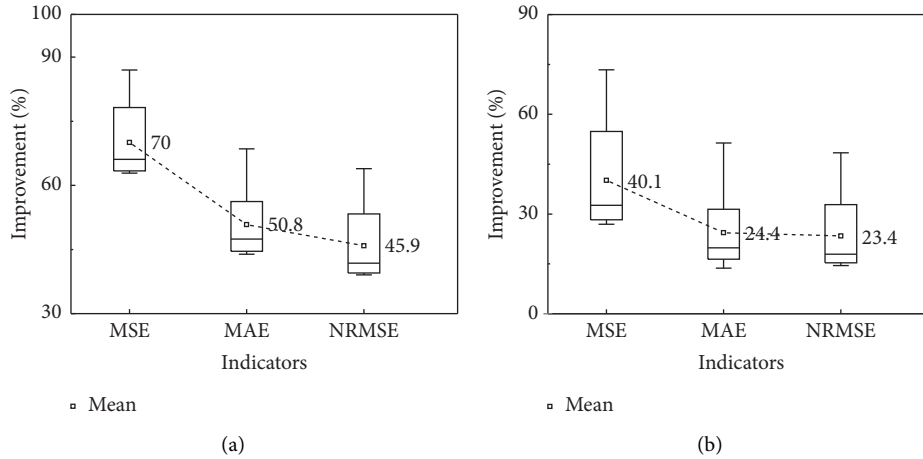 100
90
60
30
Improvement (%)
70
50.8
45.9
MSE MAE NRMSE
Indicators
Mean
(a)
90
60
30
0
Improvement (%)
40.1
24.4
23.4
MSE MAE NRMSE
Indicators
Mean
(b)